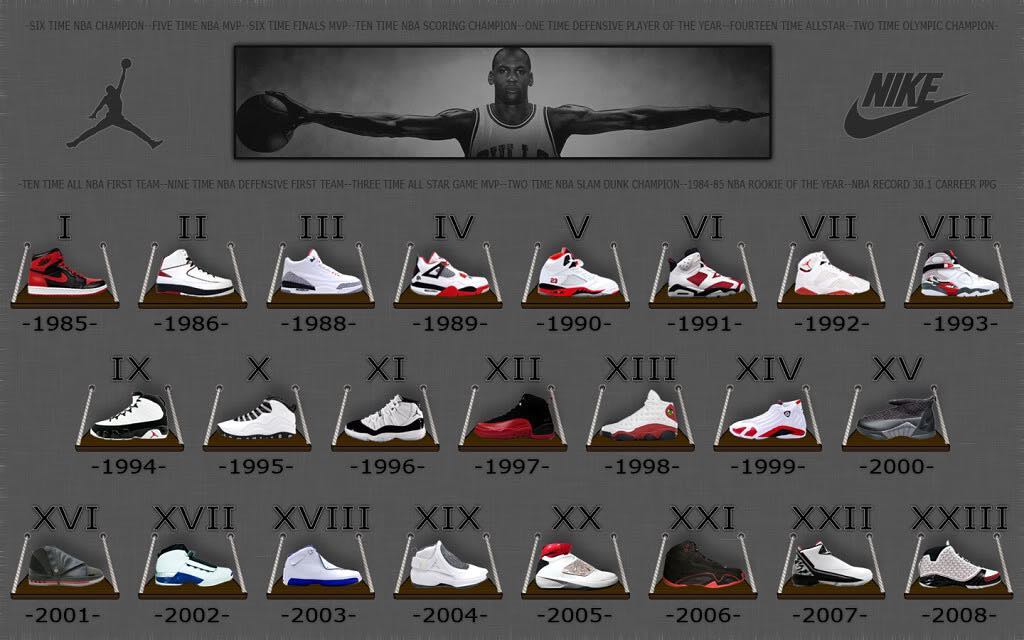 -SIX TIME NBA CHAMPION--FIVE TIME NBA MVP--SIX TIME FINALS MVP--TEN TIME NBA SCORING CHAMPION--ONE TIME DEFENSIVE PLAYER OF THE YEAR--FOURTEEN TIME ALLSTAR--TWO TIME OLYMPIC CHAMPION-
NIKE
BULLS
-TEN TIME ALL NBA FIRST TEAM--NINE TIME NBA DEFENSIVE FIRST TEAM--THREE TIME ALL STAR GAME MVP--TWO TIME NBA SLAM DUNK CHAMPION--1984-85 NBA ROOKIE OF THE YEAR--NBA RECORD 30.1 CARREER PPG
I II III IV V VI VII VIII
23
-1985- -1986- -1988- -1989- -1990- -1991- -1992- -1993-
IX X XI XII XIII XIV XV
-1994- -1995- -1996- -1997- -1998- -1999- -2000-
XVI XVII XVIII XIX XX XXI XXII XXIII
-2001- -2002- -2003- -2004- -2005- -2006- -2007- -2008-